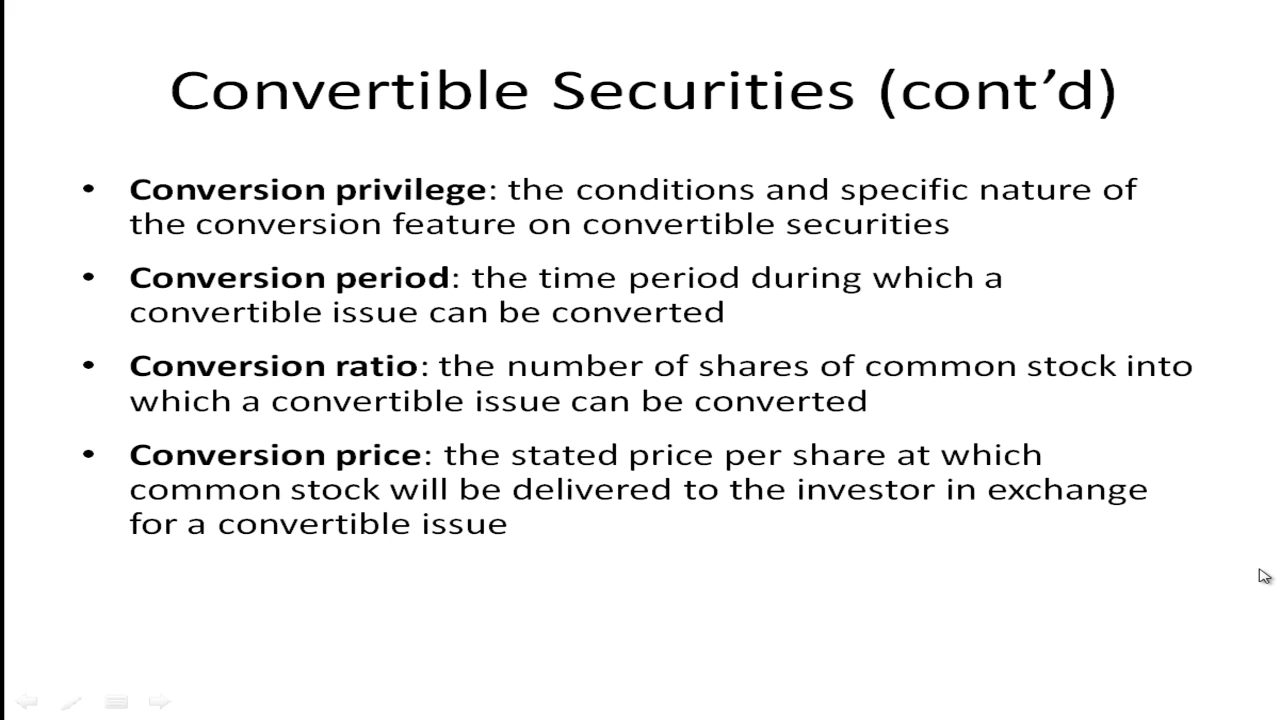 Convertible Securities (cont’d)
• Conversion privilege: the conditions and specific nature of
the conversion feature on convertible securities
• Conversion period: the time period during which a
convertible issue can be converted
• Conversion ratio: the number of shares of common stock into
which a convertible issue can be converted
• Conversion price: the stated price per share at which
common stock will be delivered to the investor in exchange
for a convertible issue